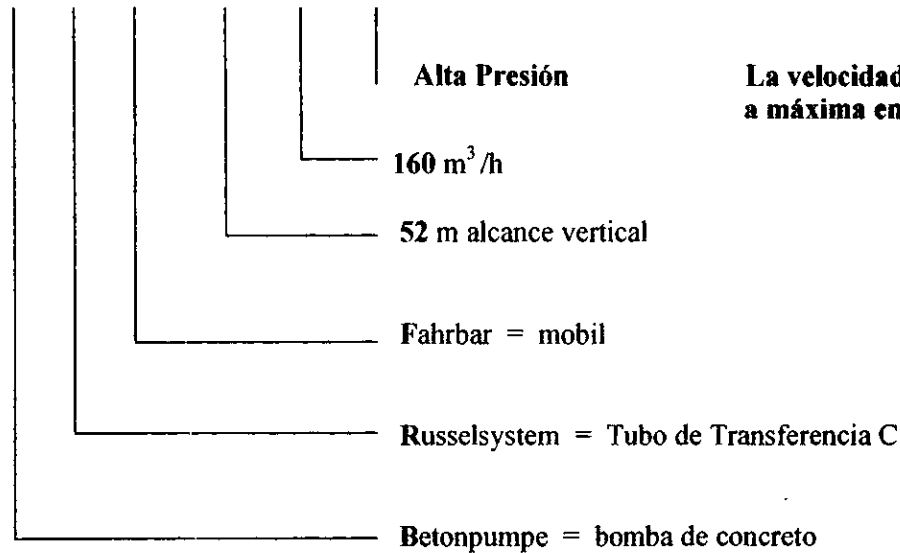 Alta Presión
La velocidad
a máxima en
160 m³/h
52 m alcance vertical
Fahrbar = mobil
Russelsystem = Tubo de Transferencia C
Betonpumpe = bomba de concreto